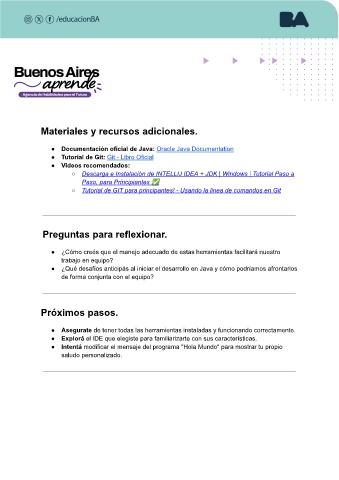 /educacionBA
BA
Buenos Aires
aprende
Agencia de Habilidades para el Futuro
Materiales y recursos adicionales.
● Documentación oficial de Java: Oracle Java Documentation
● Tutorial de Git: Git - Libro Oficial
● Videos recomendados:
○ Descarga e Instalación de INTELLIJ IDEA + JDK | Windows | Tutorial Paso a
Paso, para Principiantes ✅
○ Tutorial de GIT para principantes! - Usando la linea de comandos en Git
Preguntas para reflexionar.
● ¿Cómo creés que el manejo adecuado de estas herramientas facilitará nuestro
trabajo en equipo?
● ¿Qué desafíos anticipás al iniciar el desarrollo en Java y cómo podríamos afrontarlos
de forma conjunta con el equipo?
Próximos pasos.
● Asegurate de tener todas las herramientas instaladas y funcionando correctamente.
● Explorá el IDE que elegiste para familiarizarte con sus características.
● Intentá modificar el mensaje del programa "Hola Mundo" para mostrar tu propio
saludo personalizado.